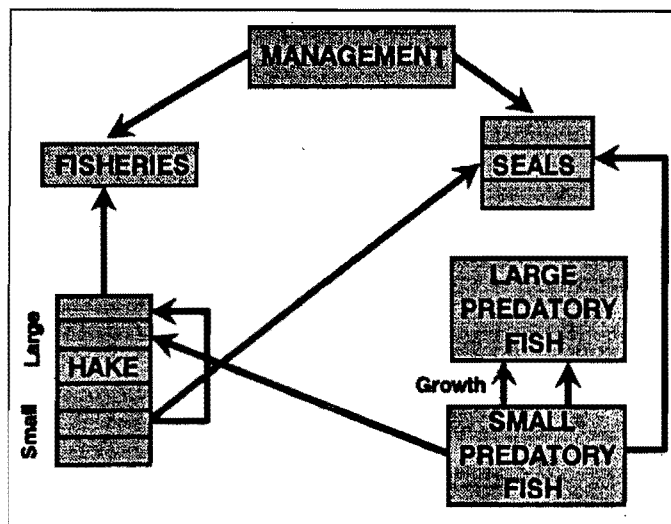 MANAGEMENT
FISHERIES
SEALS
LARGE
PREDATORY
FISH
Large
HAKE
Growth
Small
SMALL
PREDATORY
FISH